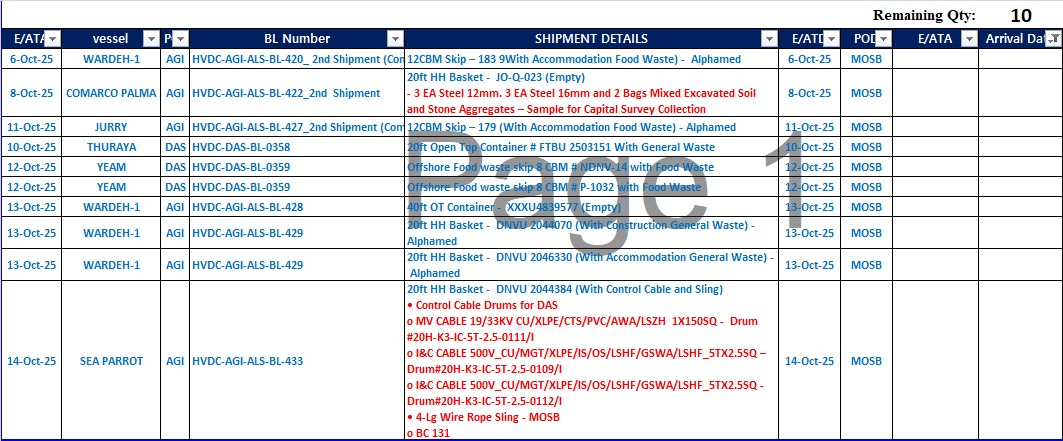 Remaining Qty: 10
E/ATA vessel P BL Number SHIPMENT DETAILS E/ATD POD E/ATA Arrival Dat
6-Oct-25 WARDEH-1 AGI HVDC-AGI-ALS-BL-420_ 2nd Shipment (Con 12CBM Skip – 183 9With Accommodation Food Waste) - Alphamed 6-Oct-25 MOSB
20ft HH Basket - JO-Q-023 (Empty)
8-Oct-25 COMARCO PALMA AGI HVDC-AGI-ALS-BL-422_2nd Shipment - 3 EA Steel 12mm. 3 EA Steel 16mm and 2 Bags Mixed Excavated Soil 8-Oct-25 MOSB
and Stone Aggregates – Sample for Capital Survey Collection
11-Oct-25 JURRY AGI HVDC-AGI-ALS-BL-427_2nd Shipment (Con 12CBM Skip – 179 (With Accommodation Food Waste) - Alphamed 11-Oct-25 MOSB
10-Oct-25 THURAYA DAS HVDC-DAS-BL-0358 20ft Open Top Container # FTBU 2503151 With General Waste 10-Oct-25 MOSB
12-Oct-25 YEAM DAS HVDC-DAS-BL-0359 Offshore Food waste skip 8 CBM # NDNV-14 with Food Waste 12-Oct-25 MOSB
12-Oct-25 YEAM DAS HVDC-DAS-BL-0359 Offshore Food waste skip 8 CBM # P-1032 with Food Waste 12-Oct-25 MOSB
13-Oct-25 WARDEH-1 AGI HVDC-AGI-ALS-BL-428 40ft OT Container - XXXU4839577 (Empty) 13-Oct-25 MOSB
13-Oct-25 WARDEH-1 AGI HVDC-AGI-ALS-BL-429 20ft HH Basket - DNVU 2044070 (With Construction General Waste) - 13-Oct-25 MOSB
Alphamed
13-Oct-25 WARDEH-1 AGI HVDC-AGI-ALS-BL-429 20ft HH Basket - DNVU 2046330 (With Accommodation General Waste) - 13-Oct-25 MOSB
Alphamed
20ft HH Basket - DNVU 2044384 (With Control Cable and Sling)
• Control Cable Drums for DAS
o MV CABLE 19/33KV CU/XLPE/CTS/PVC/AWA/LSZH 1X150SQ - Drum
#20H-K3-IC-5T-2.5-0111/I
14-Oct-25 SEA PARROT AGI HVDC-AGI-ALS-BL-433 o I&C CABLE 500V_CU/MGT/XLPE/IS/OS/LSHF/GSWA/LSHF_5TX2.5SQ – 14-Oct-25 MOSB
Drum#20H-K3-IC-5T-2.5-0109/I
o I&C CABLE 500V_CU/MGT/XLPE/IS/OS/LSHF/GSWA/LSHF_5TX2.5SQ -
Drum#20H-K3-IC-5T-2.5-0112/I
• 4-Lg Wire Rope Sling - MOSB
o BC 131
Page 1